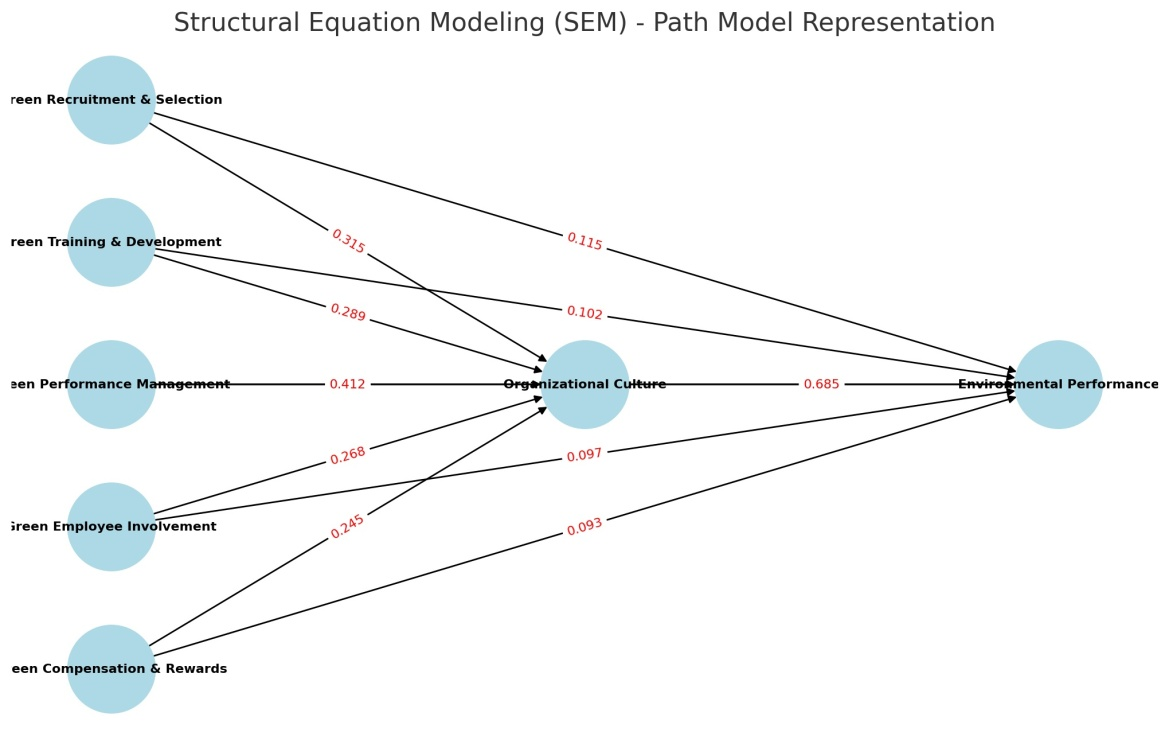 Structural Equation Modeling (SEM) - Path Model Representation
reen Recruitment & Selection
reen Training & Development
0.315
0.115
0.289
0.102
een Performance Management
0.412
Organizational Culture
0.685
Environmental Performance
0.268
0.097
Green Employee Involvement
0.245
0.093
een Compensation & Rewards